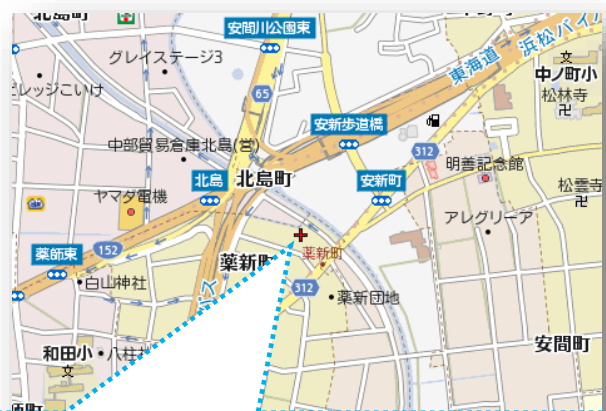 北島町
安間川公園東
グレイステージ3
東海道
浜松バイパ
中ノ町小
文
松林寺
レッジこいけ
65
安新歩道橋
中部貿易倉庫北島(営)
312
明善記念館
北島
北島町
安新町
松雲寺
ヤマダ電機
アレグリーア
薬師東
152
薬新町
薬新町
白山神社
312
薬新団地
パス
和田小
文
八柱
安間町
町